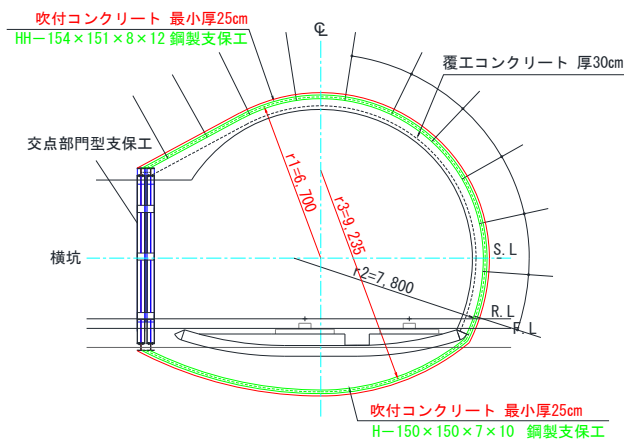 吹付コンクリート 最小厚25cm
HH−154×151×8×12 鋼製支保工
℄
覆工コンクリート 厚30cm
交点部門型支保工
r1=6,700
r3=9,235
横坑
S.L
r2=7,800
R.L
F.L
吹付コンクリート 最小厚25cm
H−150×150×7×10 鋼製支保工